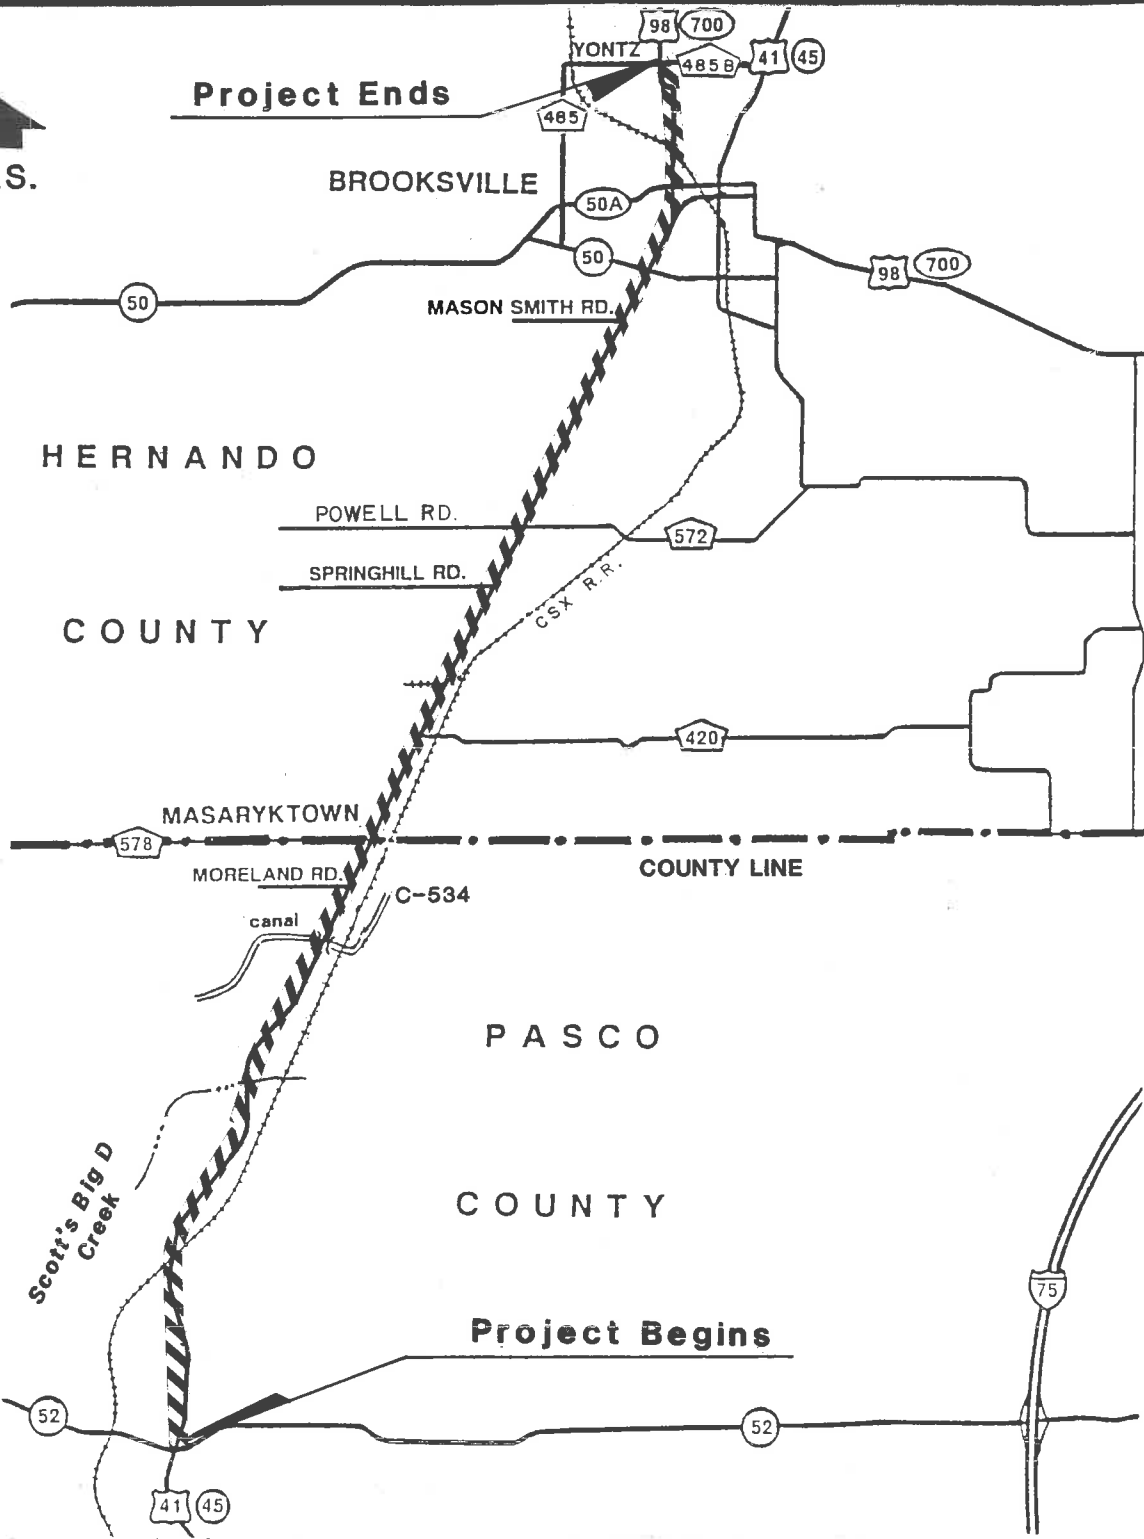 98 700
YONTZ
485B
41 45
Project Ends
485
.S.
BROOKSVILLE
50A
50
98 700
50
MASON SMITH RD.
HERNANDO
POWELL RD.
572
SPRINGHILL RD.
CSX R.R.
COUNTY
420
MASARYKTOWN
578
COUNTY LINE
MORELAND RD.
C-534
canal
PASCO
Scott's Big D
Creek
COUNTY
75
Project Begins
52
52
41 45